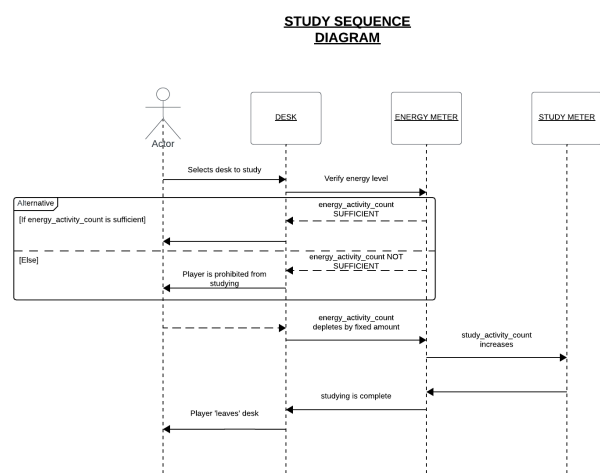 STUDY SEQUENCE
DIAGRAM
Actor
DESK
ENERGY METER
STUDY METER
Selects desk to study
Verify energy level
Alternative
energy_activity_count
SUFFICIENT
[If energy_activity_count is sufficient]
[Else]
energy_activity_count NOT
SUFFICIENT
Player is prohibited from
studying
energy_activity_count
depletes by fixed amount
study_activity_count
increases
studying is complete
Player 'leaves' desk